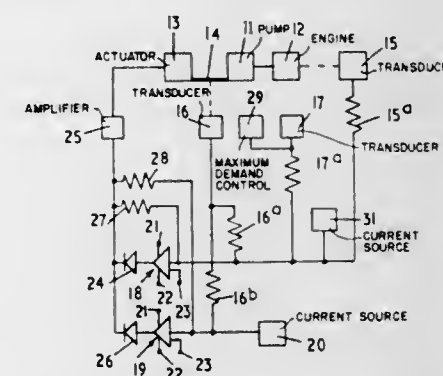 13 14 11 PUMP 12 ENGINE 15
ACTUATOR
TRANSDUC
TRANSDUCER
16 29 17 15a
AMPLIFIER
25
28
MAXIMUM
DEMAND
CONTROL
TRANSDUCER
17a
31
CURRENT
SOURCE
27
16a
21
24 18 22 23
16b
CURRENT SOURCE
21
20
26 19 22 23